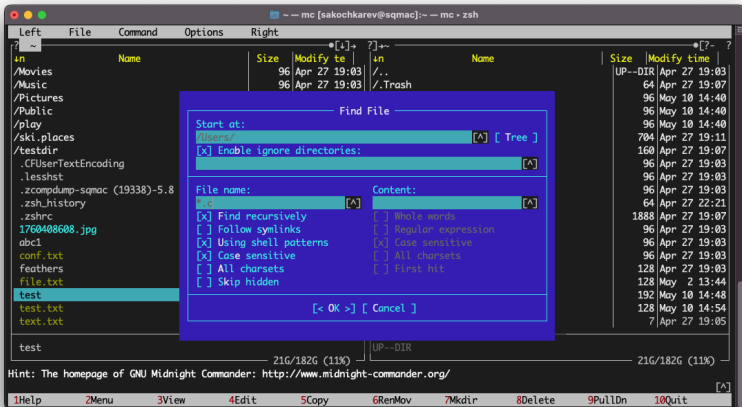 ~ — mc [sakochkarev@sqmac]:~ — mc ▸ zsh
Left File Command Options Right
~ [↓] ?]→~ [?- ?
↓n Name Size Modify te ↓n Name Size Modify time
/Movies 96 Apr 27 19:03 /.. UP--DIR Apr 27 19:03
/Music 96 Apr 27 19:03 /.Trash 64 Apr 27 19:07
/Pictures 96 May 10 14:40
/Public 96 May 10 14:40
/play 96 May 10 14:40
/ski.places 704 Apr 27 19:11
/testdir 160 Apr 27 19:07
.CFUserTextEncoding 96 Apr 27 19:03
.lesshst 96 Apr 27 19:03
.zcompdump-sqmac (19338)-5.8 96 Apr 27 19:03
.zsh_history 64 Apr 27 22:21
.zshrc 1888 Apr 27 19:07
1760408608.jpg 96 Apr 27 19:03
abc1 96 Apr 27 19:03
conf.txt 96 Apr 27 19:03
feathers 128 Apr 27 19:03
file.txt 128 May 2 13:44
test 192 May 10 14:48
test.txt 128 May 10 14:54
text.txt 7 Apr 27 19:05
Find File
Start at:
/Users/ [^] [ Tree ]
[x] Enable ignore directories:
[^]
File name: Content:
*.c [^] [^]
[x] Find recursively [ ] Whole words
[ ] Follow symlinks [ ] Regular expression
[x] Using shell patterns [x] Case sensitive
[x] Case sensitive [ ] All charsets
[ ] All charsets [ ] First hit
[ ] Skip hidden
[< OK >] [ Cancel ]
test UP--DIR
21G/182G (11%) 21G/182G (11%)
Hint: The homepage of GNU Midnight Commander: http://www.midnight-commander.org/
[^]
1Help 2Menu 3View 4Edit 5Copy 6RenMov 7Mkdir 8Delete 9PullDn 10Quit